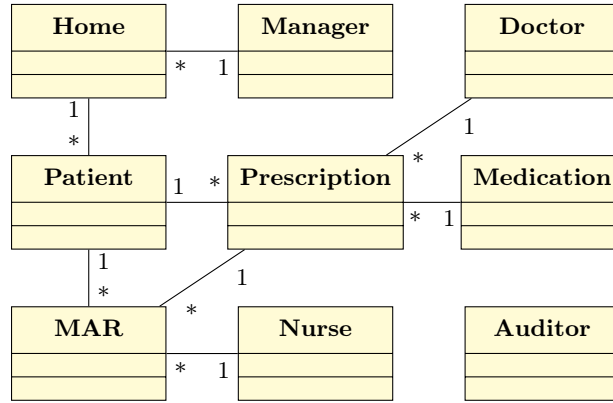 Home Manager Doctor
* 1
1 1
* *
Patient 1 * Prescription Medication
* 1
1 1
* *
MAR Nurse Auditor
* 1